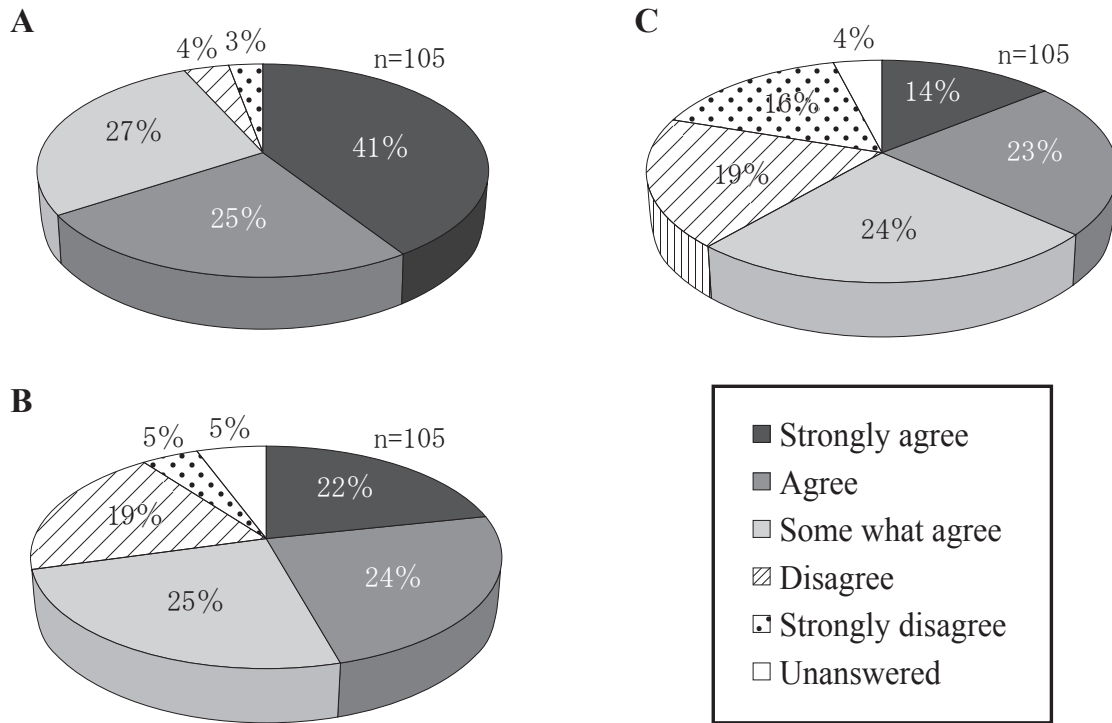 A
4%
3%
n=105
27%
41%
25%
B
5%
5%
n=105
22%
19%
24%
25%
C
4%
n=105
14%
16%
23%
19%
24%
Strongly agree
Agree
Some what agree
Disagree
Strongly disagree
Unanswered